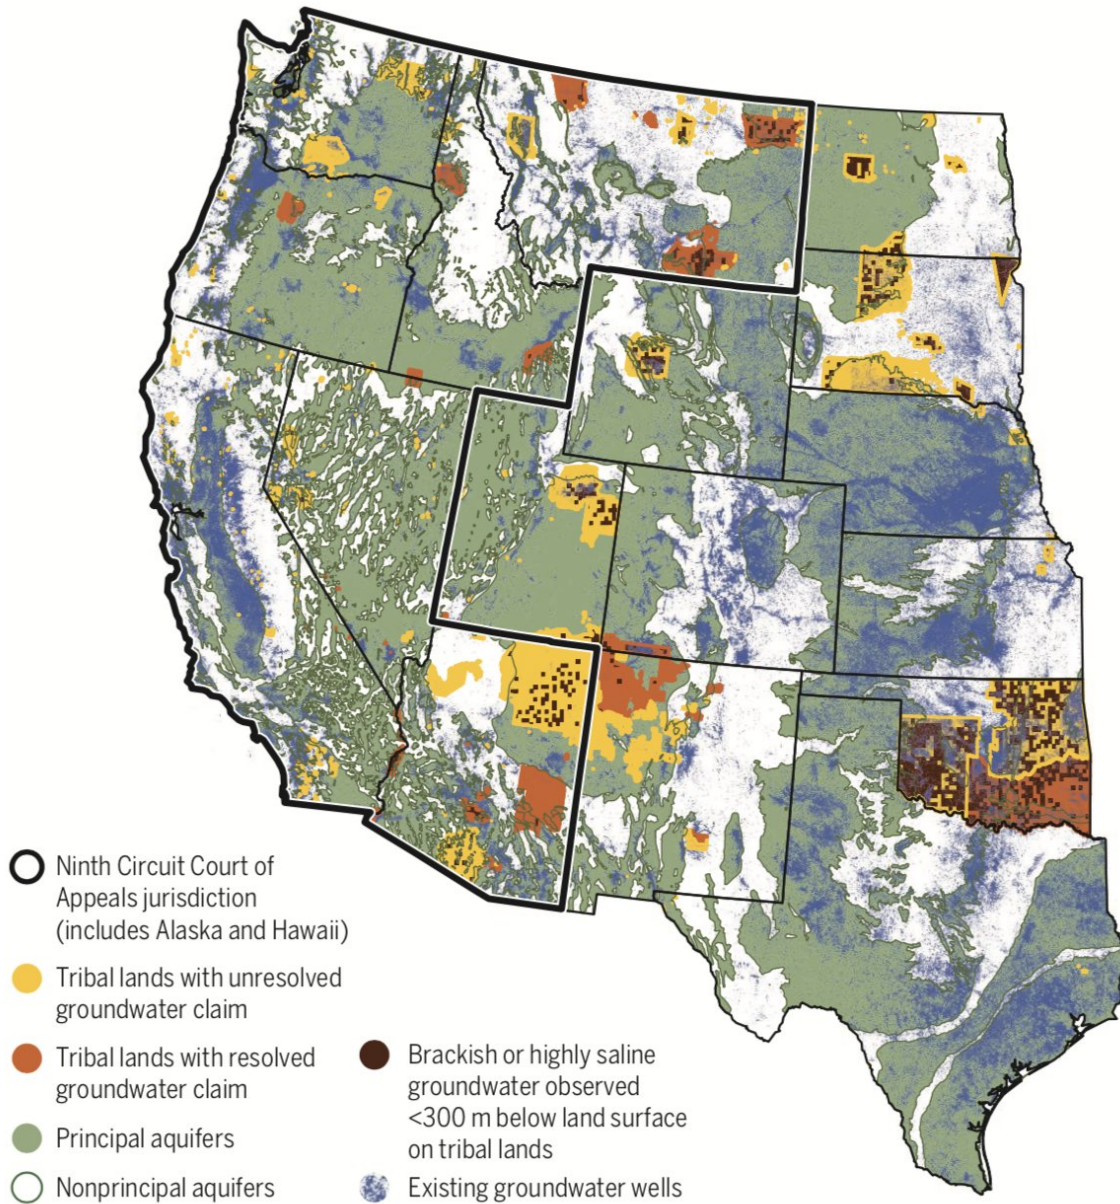 Ninth Circuit Court of
Appeals jurisdiction
(includes Alaska and Hawaii)
Tribal lands with unresolved
groundwater claim
Tribal lands with resolved
groundwater claim
Principal aquifers
Nonprincipal aquifers
Brackish or highly saline
groundwater observed
<300 m below land surface
on tribal lands
Existing groundwater wells